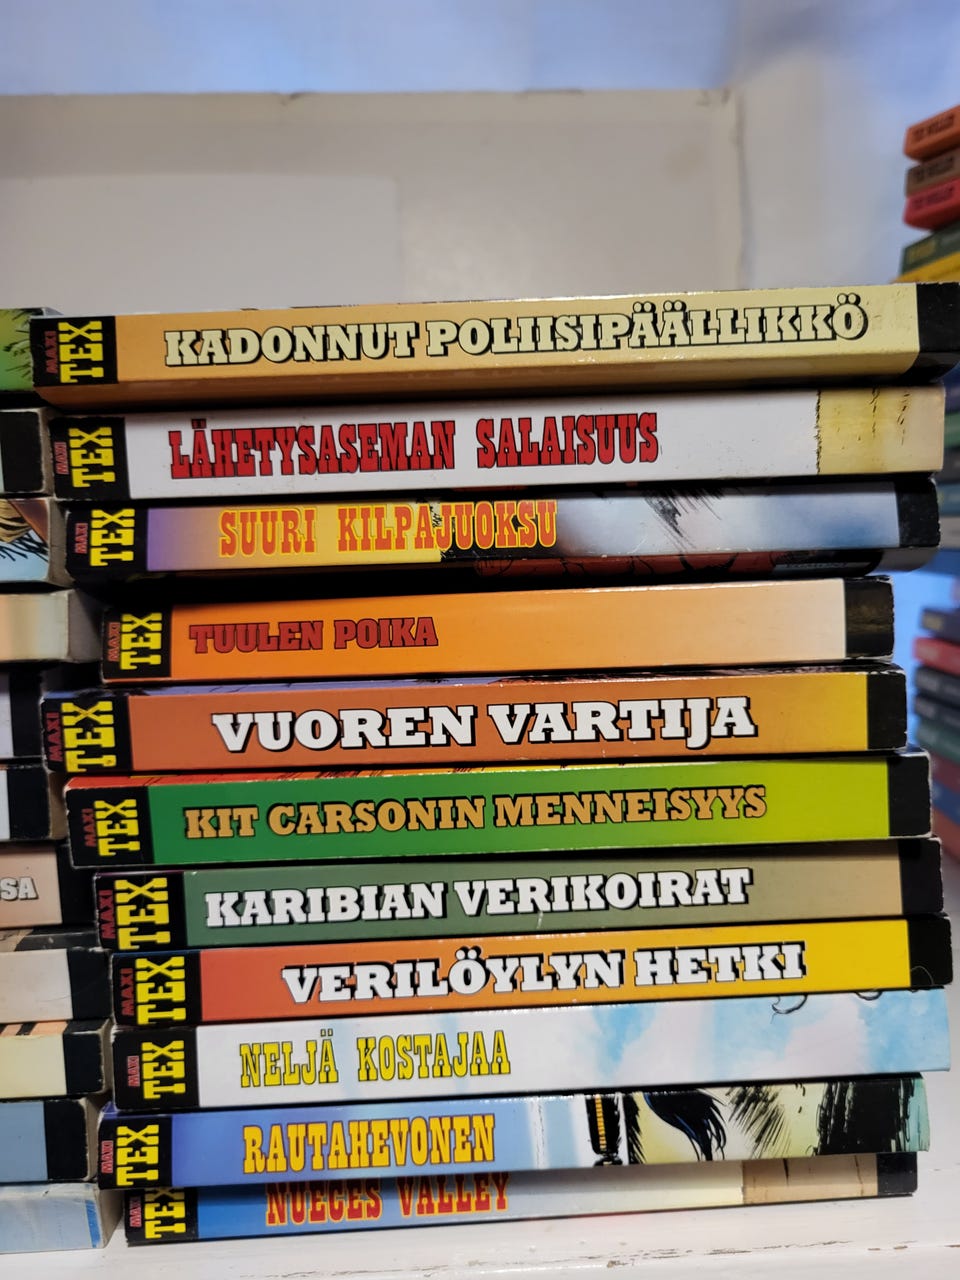 MAXI TEX KADONNUT POLIISIPÄÄLLIKKÖ
MAXI TEX LÄHETYSASEMAN SALAISUUS
MAXI TEX SUURI KILPAJUOKSU
MAXI TEX TUULEN POIKA
MAXI TEX VUOREN VARTIJA
MAXI TEX KIT CARSONIN MENNEISYYS
MAXI TEX KARIBIAN VERIKOIRAT
MAXI TEX VERILÖYLYN HETKI
MAXI TEX NELJÄ KOSTAJAA
MAXI TEX RAUTAHEVONEN
MAXI TEX NUECES VALLEY
SA